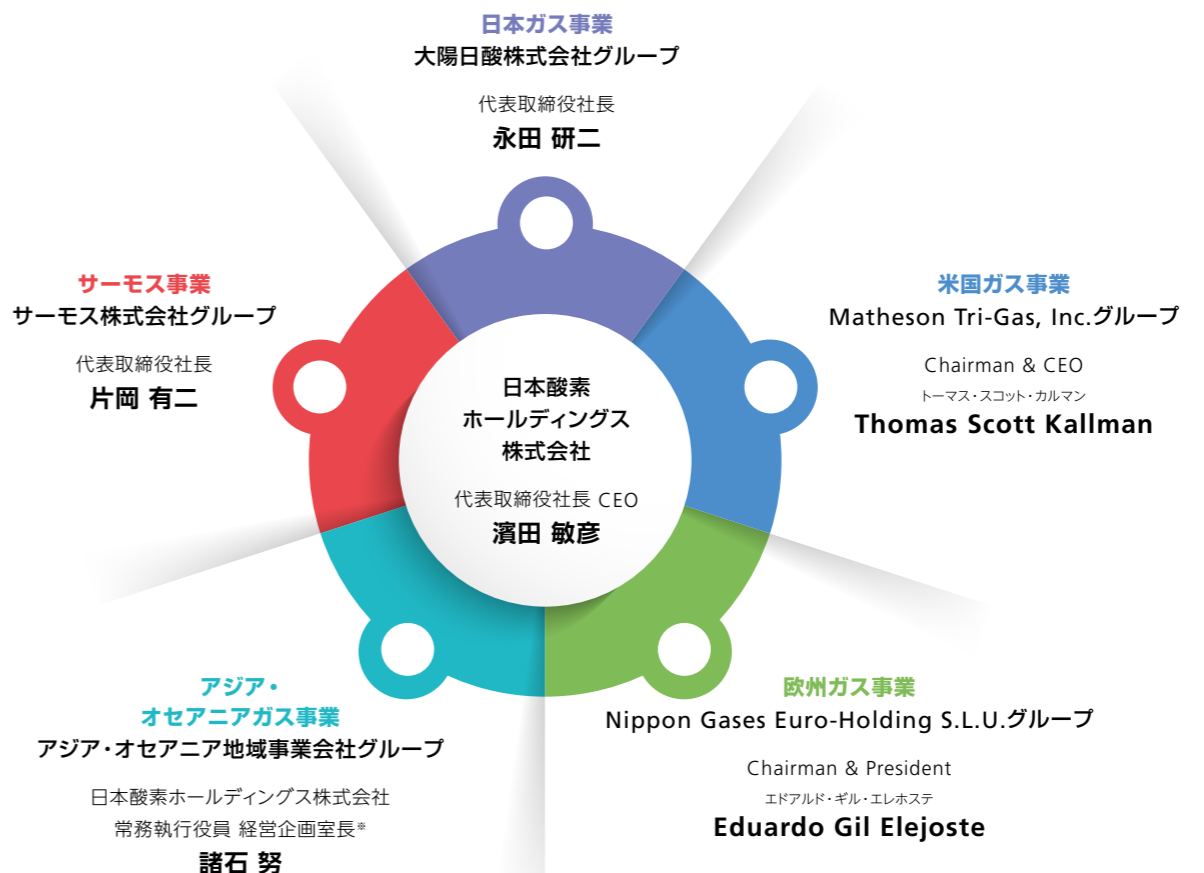 日本ガス事業
大陽日酸株式会社グループ
代表取締役社長
永田 研二
サーモス事業
サーモス株式会社グループ
代表取締役社長
片岡 有二
米国ガス事業
Matheson Tri-Gas, Inc.グループ
Chairman & CEO
トーマス・スコット・カルマン
Thomas Scott Kallman
日本酸素
ホールディングス
株式会社
代表取締役社長 CEO
濱田 敏彦
アジア・
オセアニアガス事業
アジア・オセアニア地域事業会社グループ
日本酸素ホールディングス株式会社
常務執行役員 経営企画室長※
諸石 努
欧州ガス事業
Nippon Gases Euro-Holding S.L.U.グループ
Chairman & President
エドアルド・ギル・エレホステ
Eduardo Gil Elejoste